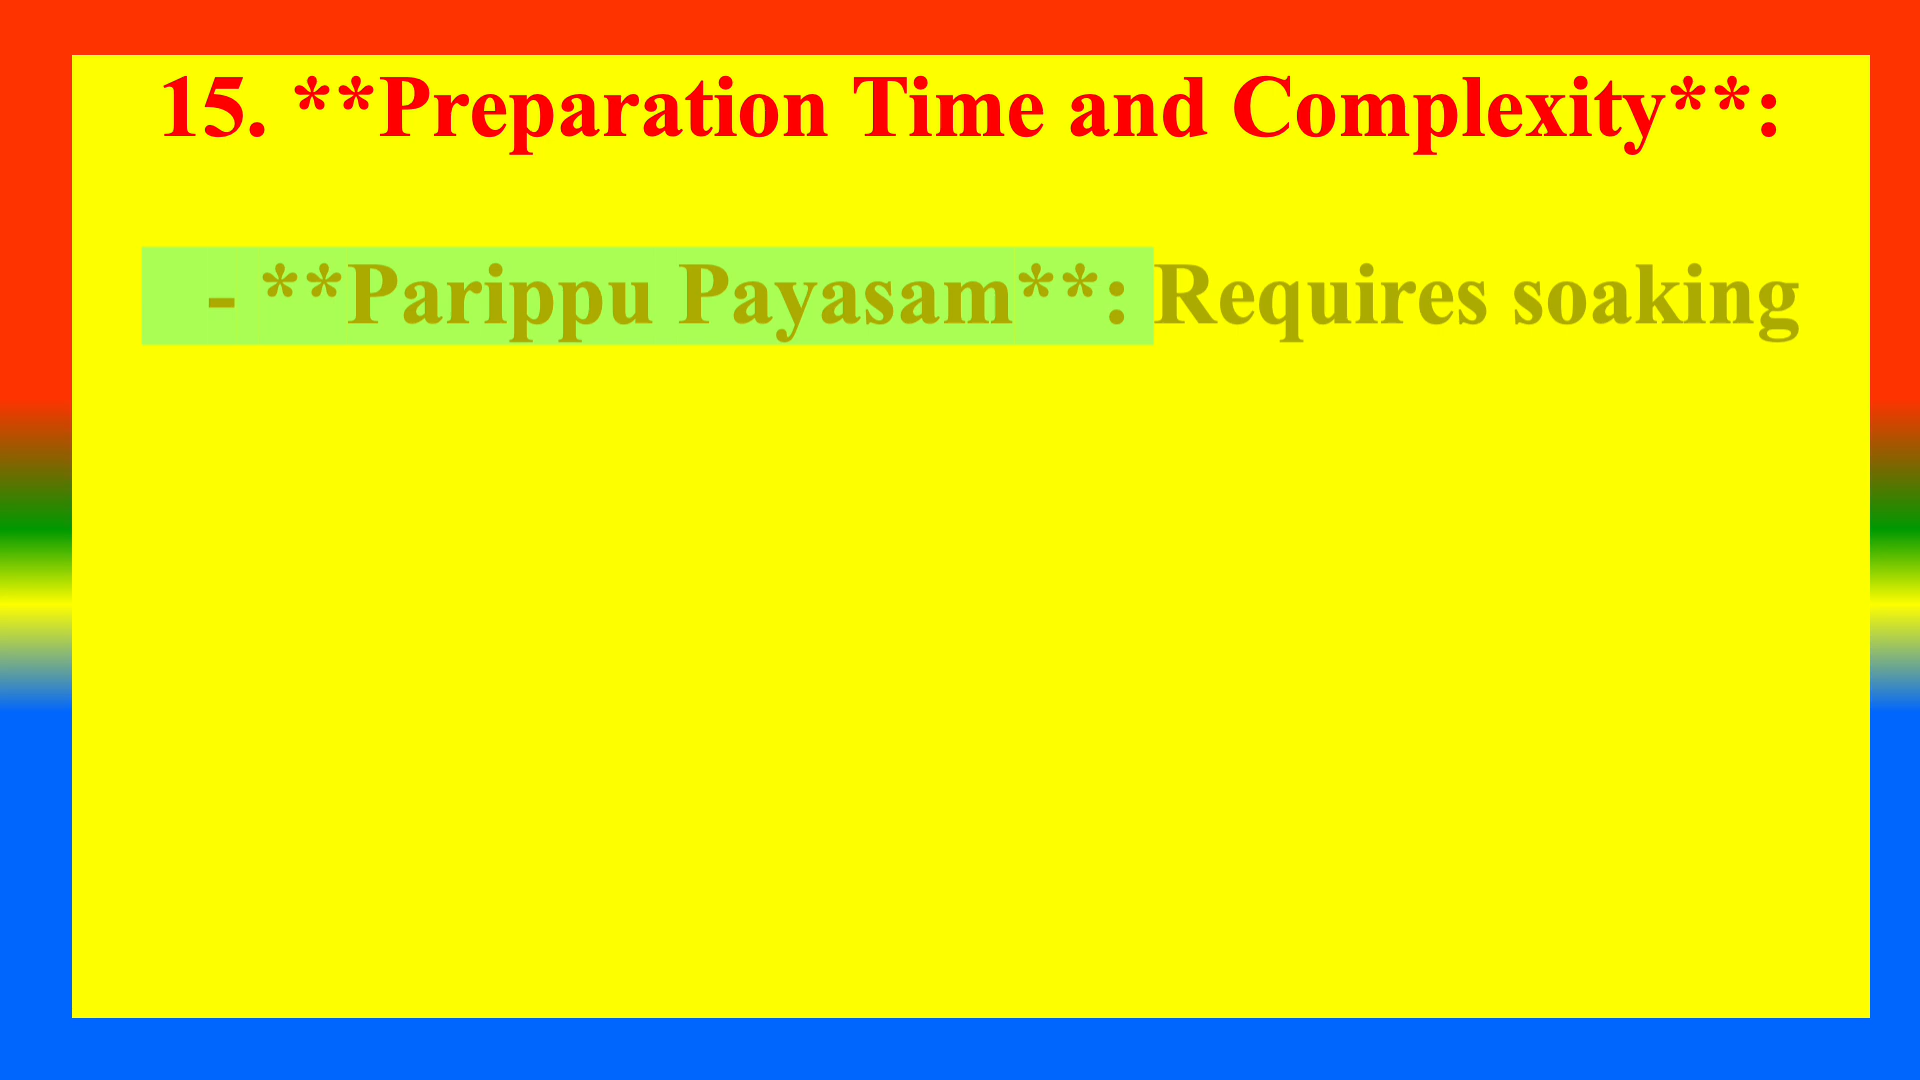 15. **Preparation Time and Complexity**:
- **Parippu Payasam**: Requires soaking